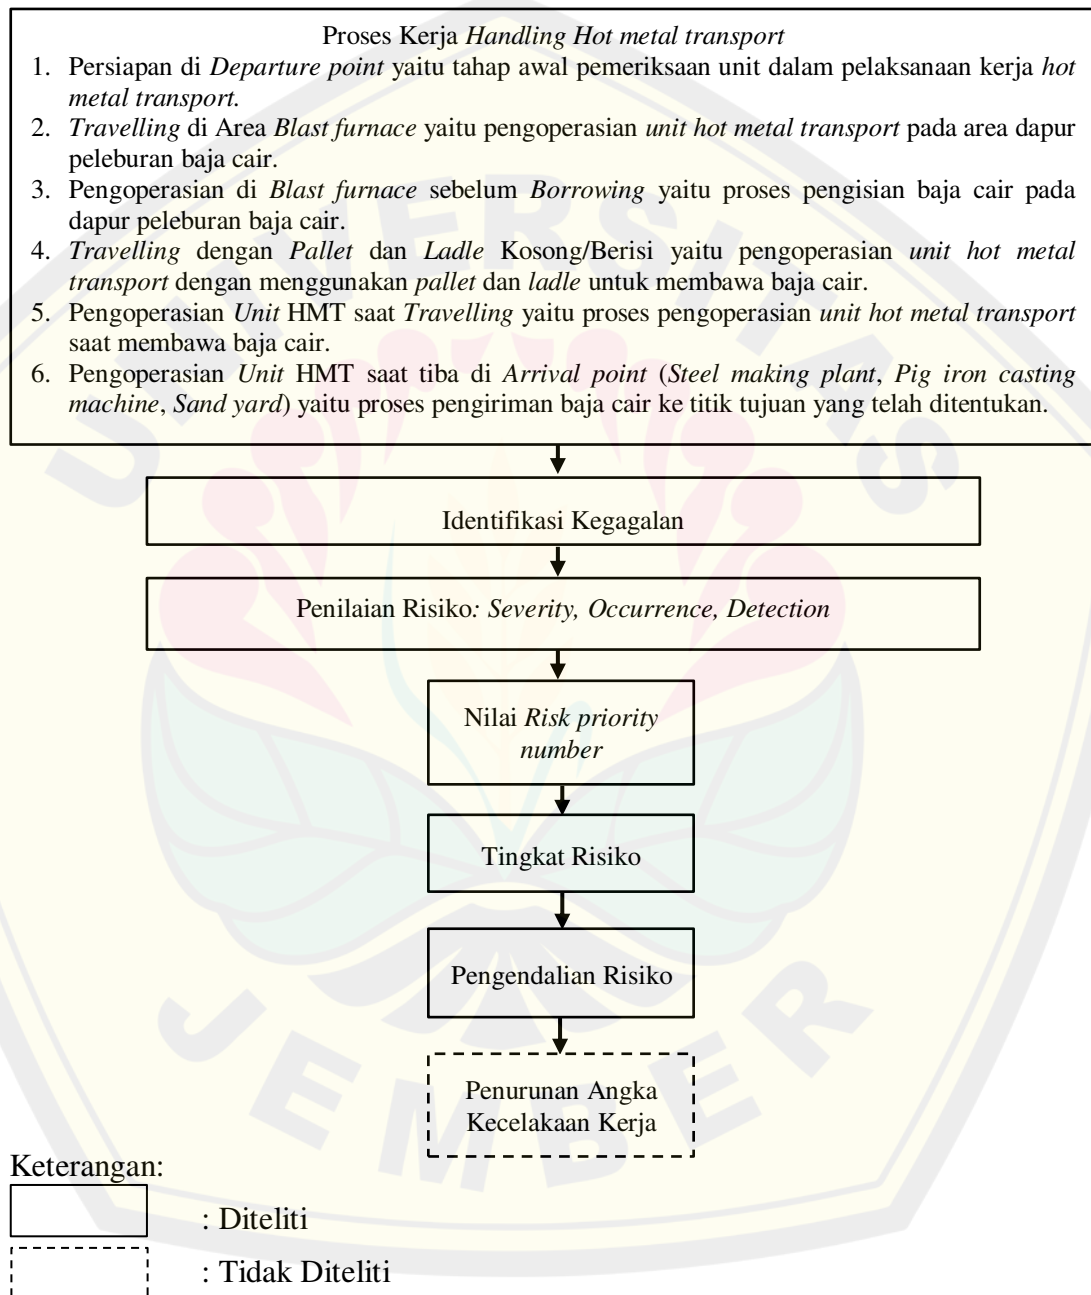 Proses Kerja Handling Hot metal transport
1. Persiapan di Departure point yaitu tahap awal pemeriksaan unit dalam pelaksanaan kerja hot
metal transport.
2. Travelling di Area Blast furnace yaitu pengoperasian unit hot metal transport pada area dapur
peleburan baja cair.
3. Pengoperasian di Blast furnace sebelum Borrowing yaitu proses pengisian baja cair pada
dapur peleburan baja cair.
4. Travelling dengan Pallet dan Ladle Kosong/Berisi yaitu pengoperasian unit hot metal
transport dengan menggunakan pallet dan ladle untuk membawa baja cair.
5. Pengoperasian Unit HMT saat Travelling yaitu proses pengoperasian unit hot metal transport
saat membawa baja cair.
6. Pengoperasian Unit HMT saat tiba di Arrival point (Steel making plant, Pig iron casting
machine, Sand yard) yaitu proses pengiriman baja cair ke titik tujuan yang telah ditentukan.
Identifikasi Kegagalan
Penilaian Risiko: Severity, Occurrence, Detection
Nilai Risk priority
number
Tingkat Risiko
Pengendalian Risiko
Penurunan Angka
Kecelakaan Kerja
Keterangan:
: Diteliti
: Tidak Diteliti
UNIVERSITAS
JEMBER